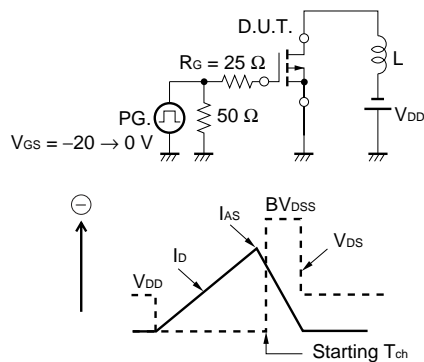 D.U.T.
RG = 25 Ω
L
PG.
50 Ω
VDD
VGS = −20 → 0 V
⊖
IAS
BVDSS
ID
VDS
VDD
Starting Tch